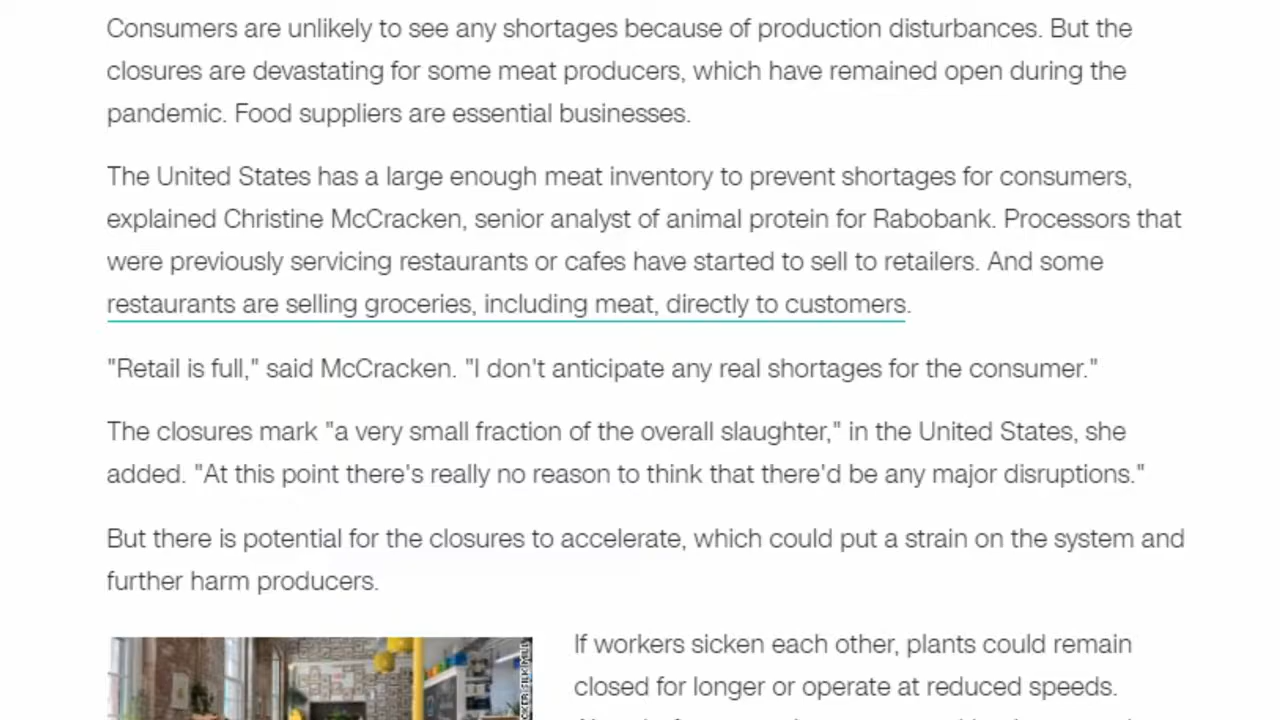 Consumers are unlikely to see any shortages because of production disturbances. But the
closures are devastating for some meat producers, which have remained open during the
pandemic. Food suppliers are essential businesses.
The United States has a large enough meat inventory to prevent shortages for consumers,
explained Christine McCracken, senior analyst of animal protein for Rabobank. Processors that
were previously servicing restaurants or cafes have started to sell to retailers. And some
restaurants are selling groceries, including meat, directly to customers.
"Retail is full," said McCracken. "I don't anticipate any real shortages for the consumer."
The closures mark "a very small fraction of the overall slaughter," in the United States, she
added. "At this point there's really no reason to think that there'd be any major disruptions."
But there is potential for the closures to accelerate, which could put a strain on the system and
further harm producers.
If workers sicken each other, plants could remain
closed for longer or operate at reduced speeds.